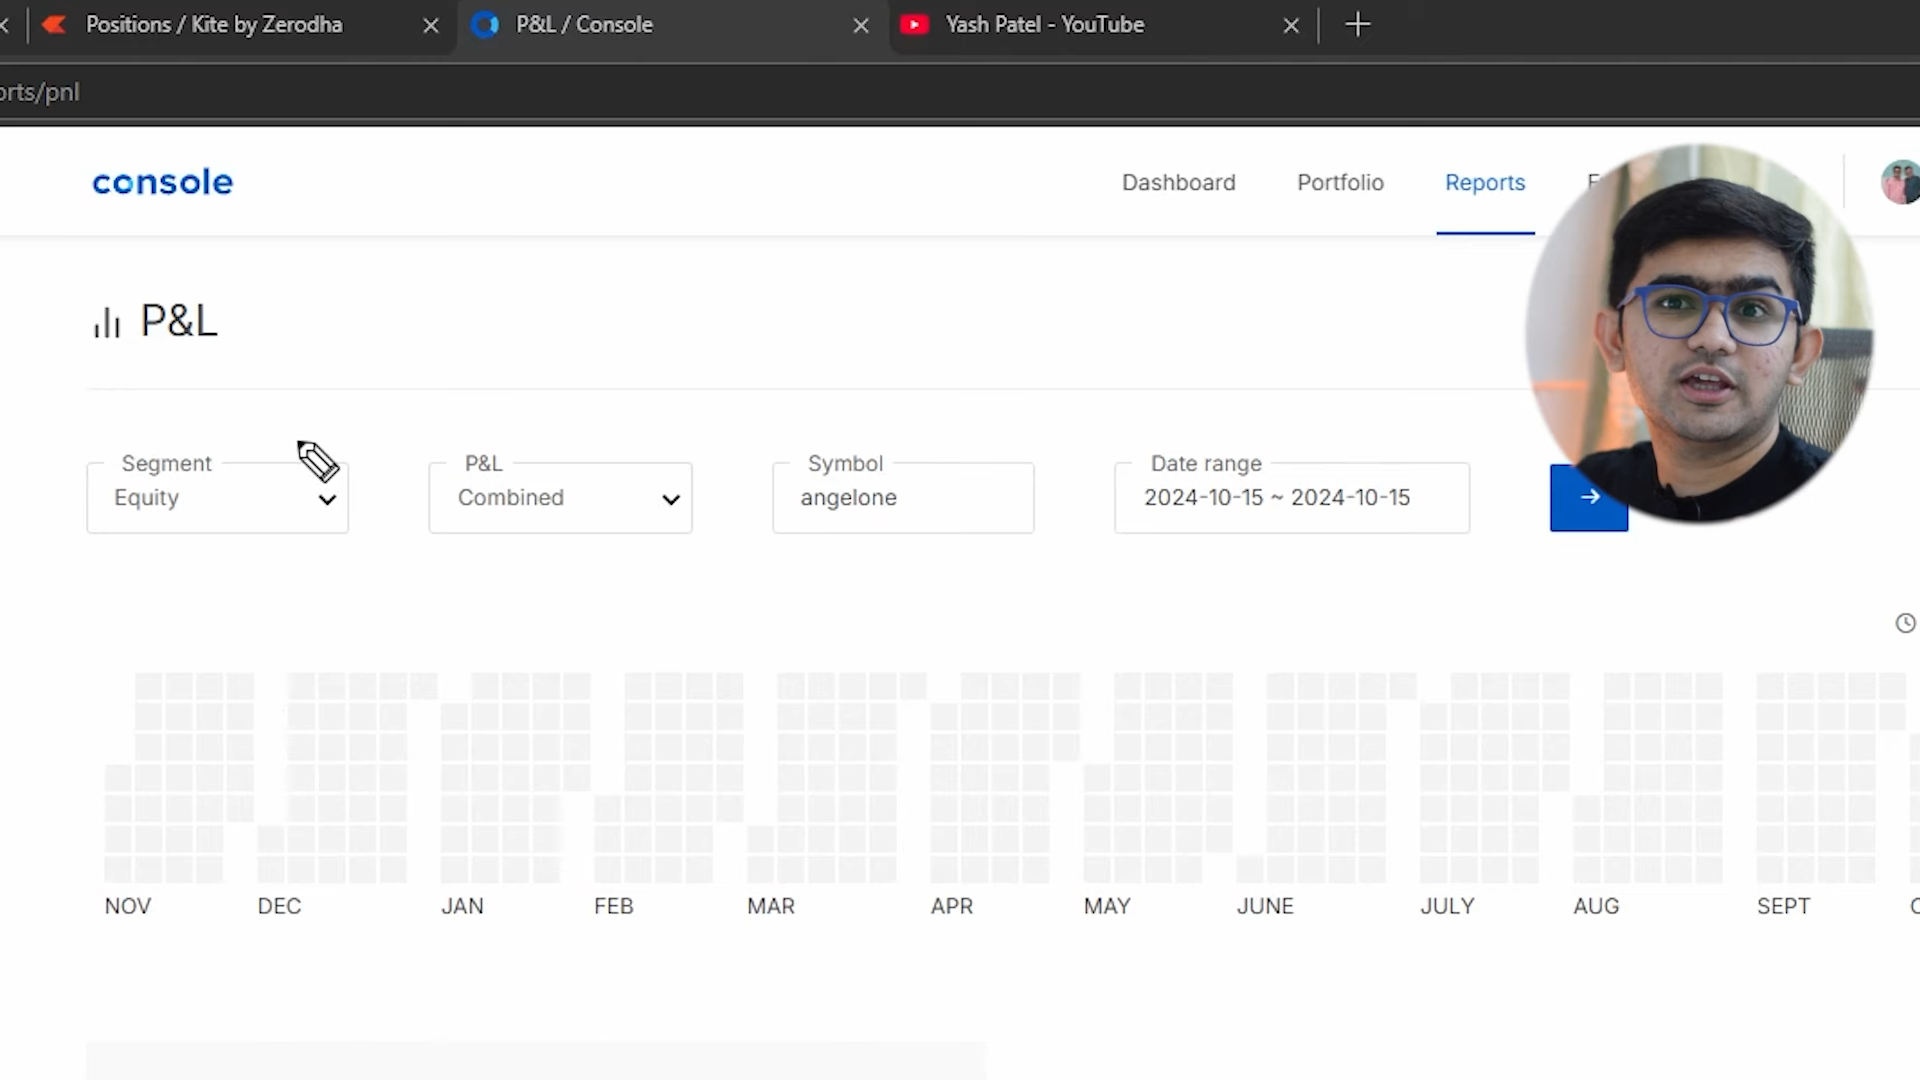 Positions / Kite by Zerodha
P&L / Console
Yash Patel - YouTube
orts/pnl
console
Dashboard
Portfolio
Reports
P&L
Segment
Equity
P&L
Combined
Symbol
angelone
Date range
2024-10-15 ~ 2024-10-15
NOV
DEC
JAN
FEB
MAR
APR
MAY
JUNE
JULY
AUG
SEPT